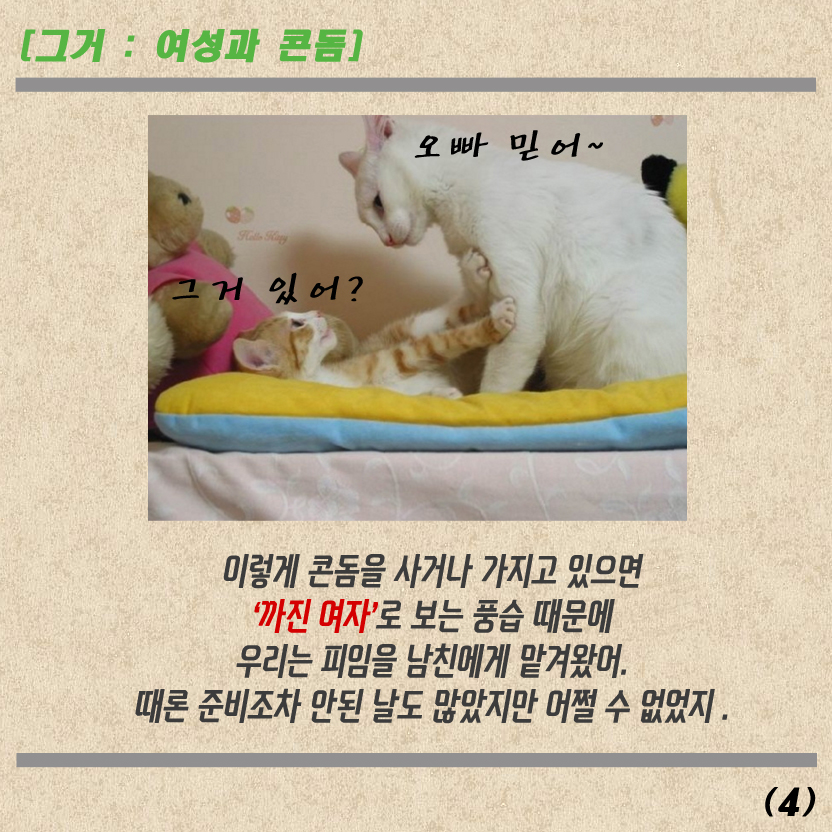 [그거 : 여성과 콘돔]
오빠 믿어~
Hello Kitty
그거 있어?
이렇게 콘돔을 사거나 가지고 있으면
‘까진 여자’로 보는 풍습 때문에
우리는 피임을 남친에게 맡겨왔어.
때론 준비조차 안된 날도 많았지만 어쩔 수 없었지 .
(4)